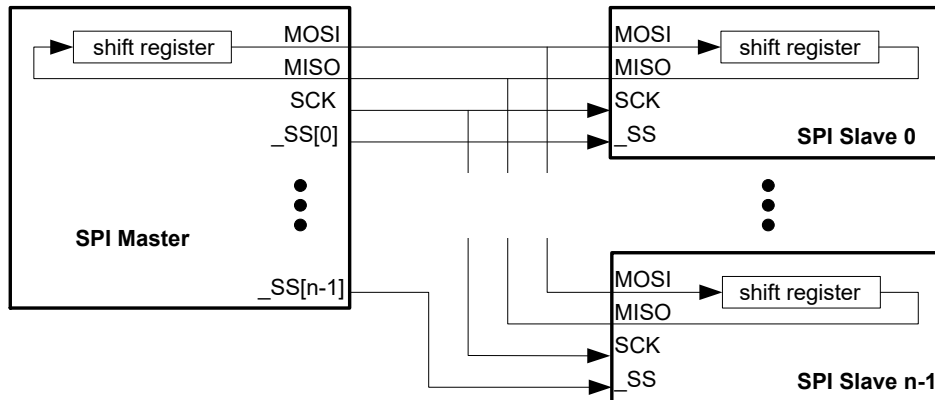 shift register
MOSI
MISO
SCK
_SS[0]
SPI Master
_SS[n-1]
MOSI
shift register
MISO
SCK
_SS
SPI Slave 0
MOSI
shift register
MISO
SCK
_SS
SPI Slave n-1